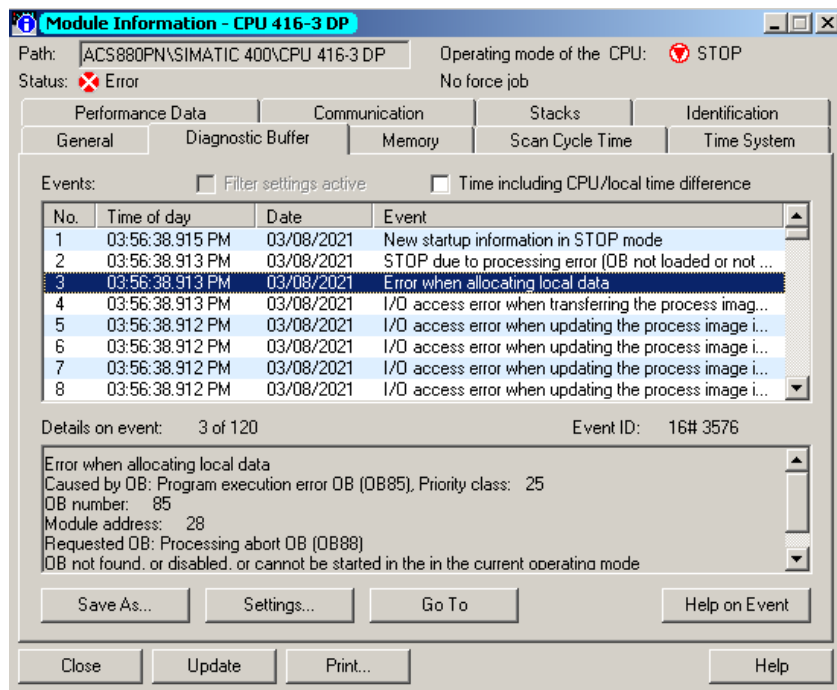 Module Information - CPU 416-3 DP
Path: ACS880PN\SIMATIC 400\CPU 416-3 DP Operating mode of the CPU: STOP
Status: Error No force job
Performance Data Communication Stacks Identification
General Diagnostic Buffer Memory Scan Cycle Time Time System
Events: Filter settings active Time including CPU/local time difference
No. Time of day Date Event
1 03:56:38.915 PM 03/08/2021 New startup information in STOP mode
2 03:56:38.913 PM 03/08/2021 STOP due to processing error (OB not loaded or not ...
3 03:56:38.913 PM 03/08/2021 Error when allocating local data
4 03:56:38.913 PM 03/08/2021 I/O access error when transferring the process imag...
5 03:56:38.912 PM 03/08/2021 I/O access error when updating the process image i...
6 03:56:38.912 PM 03/08/2021 I/O access error when updating the process image i...
7 03:56:38.912 PM 03/08/2021 I/O access error when updating the process image i...
8 03:56:38.912 PM 03/08/2021 I/O access error when updating the process image i...
Details on event: 3 of 120 Event ID: 16# 3576
Error when allocating local data
Caused by OB: Program execution error OB (OB85), Priority class: 25
OB number: 85
Module address: 28
Requested OB: Processing abort OB (OB88)
OB not found, or disabled, or cannot be started in the in the current operating mode
Save As... Settings... Go To Help on Event
Close Update Print... Help